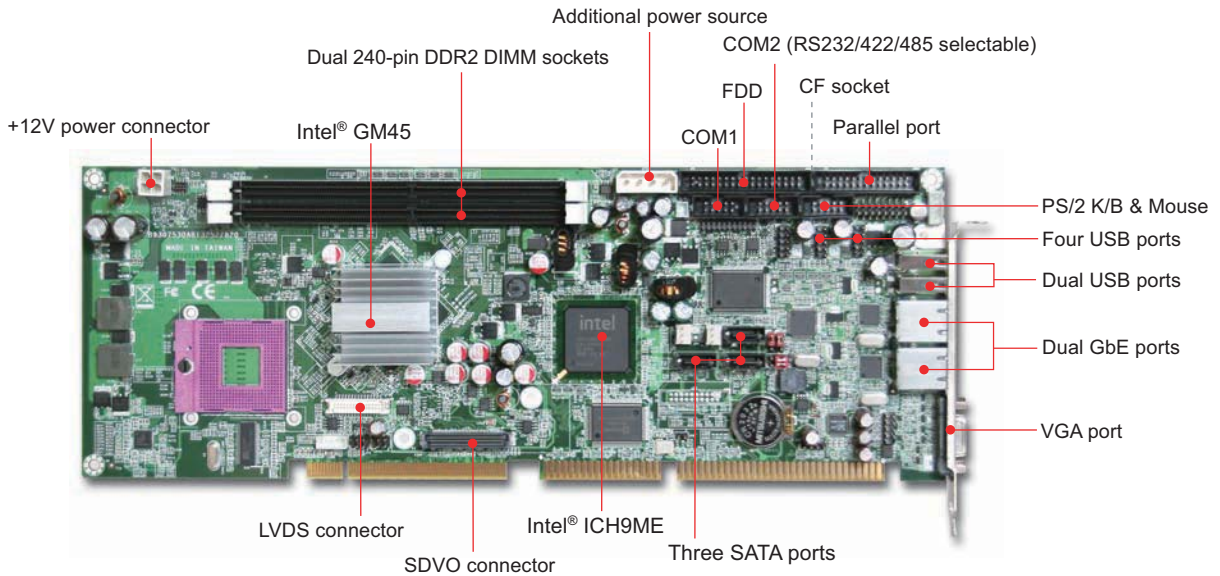 Additional power source
COM2 (RS232/422/485 selectable)
Dual 240-pin DDR2 DIMM sockets
FDD
CF socket
+12V power connector
Intel® GM45
COM1
Parallel port
PS/2 K/B & Mouse
Four USB ports
MADE IN TAIWAN
Dual USB ports
FC CE
intel
Dual GbE ports
VGA port
LVDS connector
Intel® ICH9ME
Three SATA ports
SDVO connector